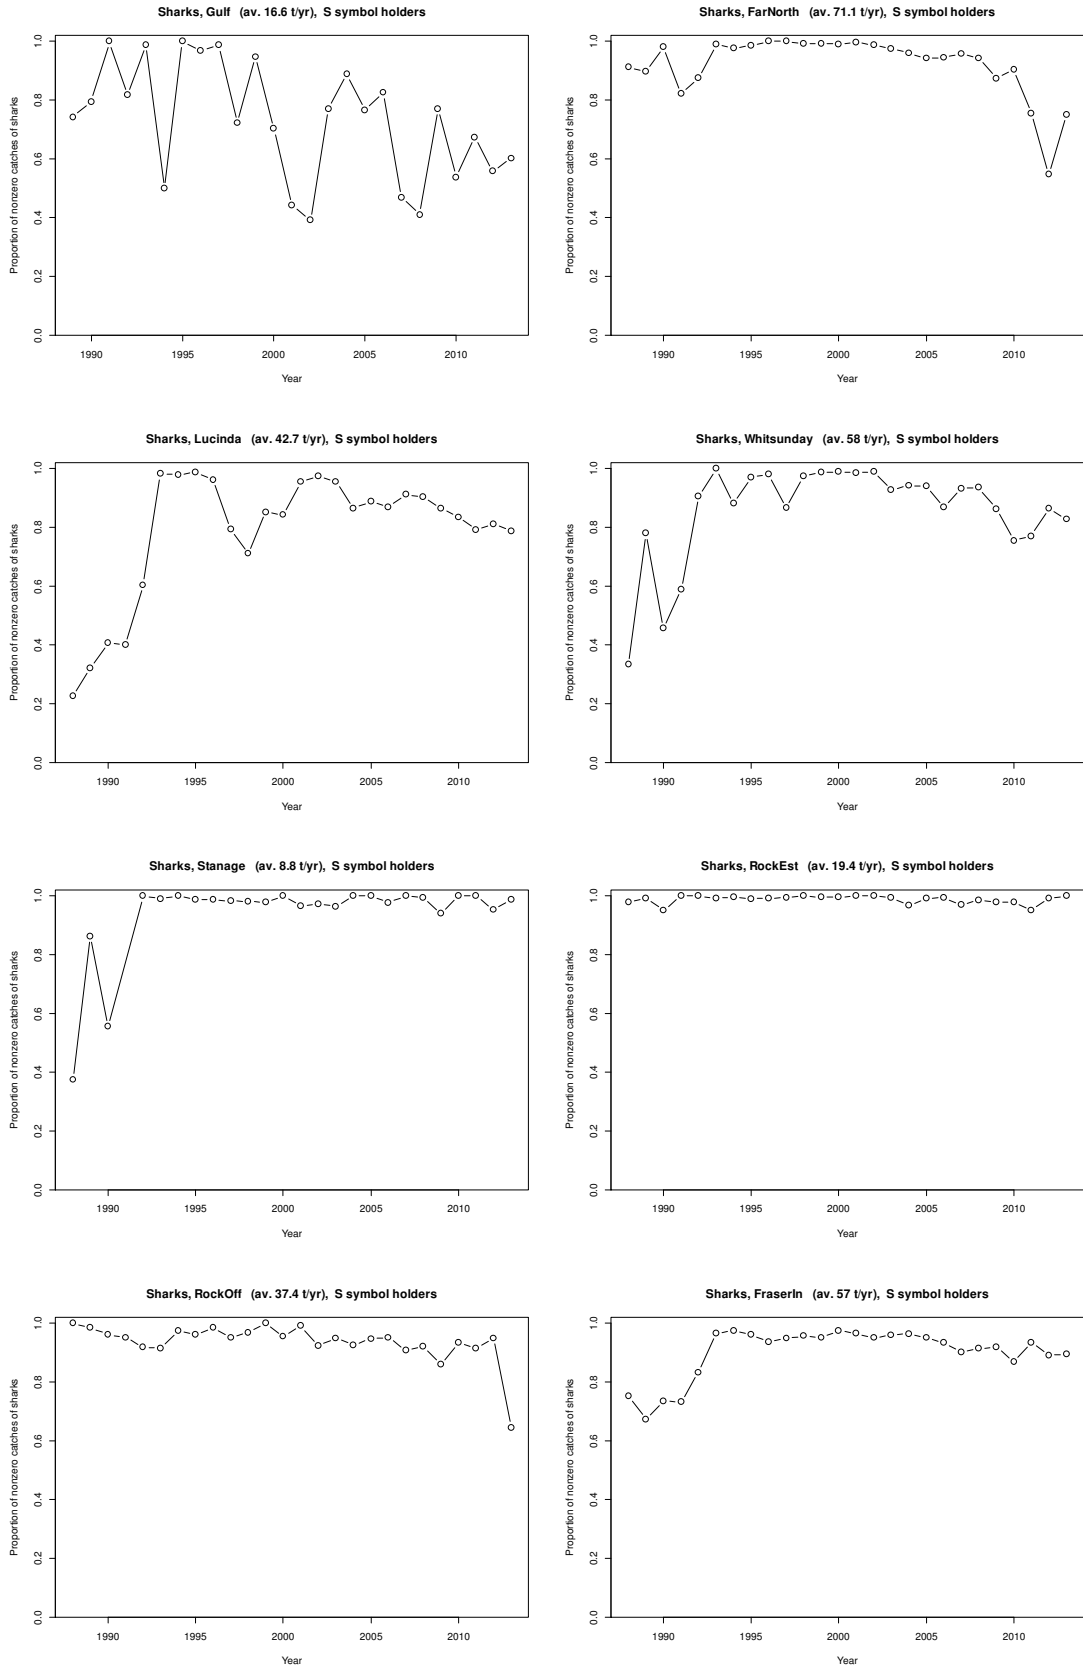 Sharks, Gulf (av. 16.6 t/yr), S symbol holders
Proportion of nonzero catches of sharks
0.0 0.2 0.4 0.6 0.8 1.0
1990 1995 2000 2005 2010
Year
Sharks, FarNorth (av. 71.1 t/yr), S symbol holders
Proportion of nonzero catches of sharks
0.0 0.2 0.4 0.6 0.8 1.0
1990 1995 2000 2005 2010
Year
Sharks, Lucinda (av. 42.7 t/yr), S symbol holders
Proportion of nonzero catches of sharks
0.0 0.2 0.4 0.6 0.8 1.0
1990 1995 2000 2005 2010
Year
Sharks, Whitsunday (av. 58 t/yr), S symbol holders
Proportion of nonzero catches of sharks
0.0 0.2 0.4 0.6 0.8 1.0
1990 1995 2000 2005 2010
Year
Sharks, Stanage (av. 8.8 t/yr), S symbol holders
Proportion of nonzero catches of sharks
0.0 0.2 0.4 0.6 0.8 1.0
1990 1995 2000 2005 2010
Year
Sharks, RockEst (av. 19.4 t/yr), S symbol holders
Proportion of nonzero catches of sharks
0.0 0.2 0.4 0.6 0.8 1.0
1990 1995 2000 2005 2010
Year
Sharks, RockOff (av. 37.4 t/yr), S symbol holders
Proportion of nonzero catches of sharks
0.0 0.2 0.4 0.6 0.8 1.0
1990 1995 2000 2005 2010
Year
Sharks, FraserIn (av. 57 t/yr), S symbol holders
Proportion of nonzero catches of sharks
0.0 0.2 0.4 0.6 0.8 1.0
1990 1995 2000 2005 2010
Year